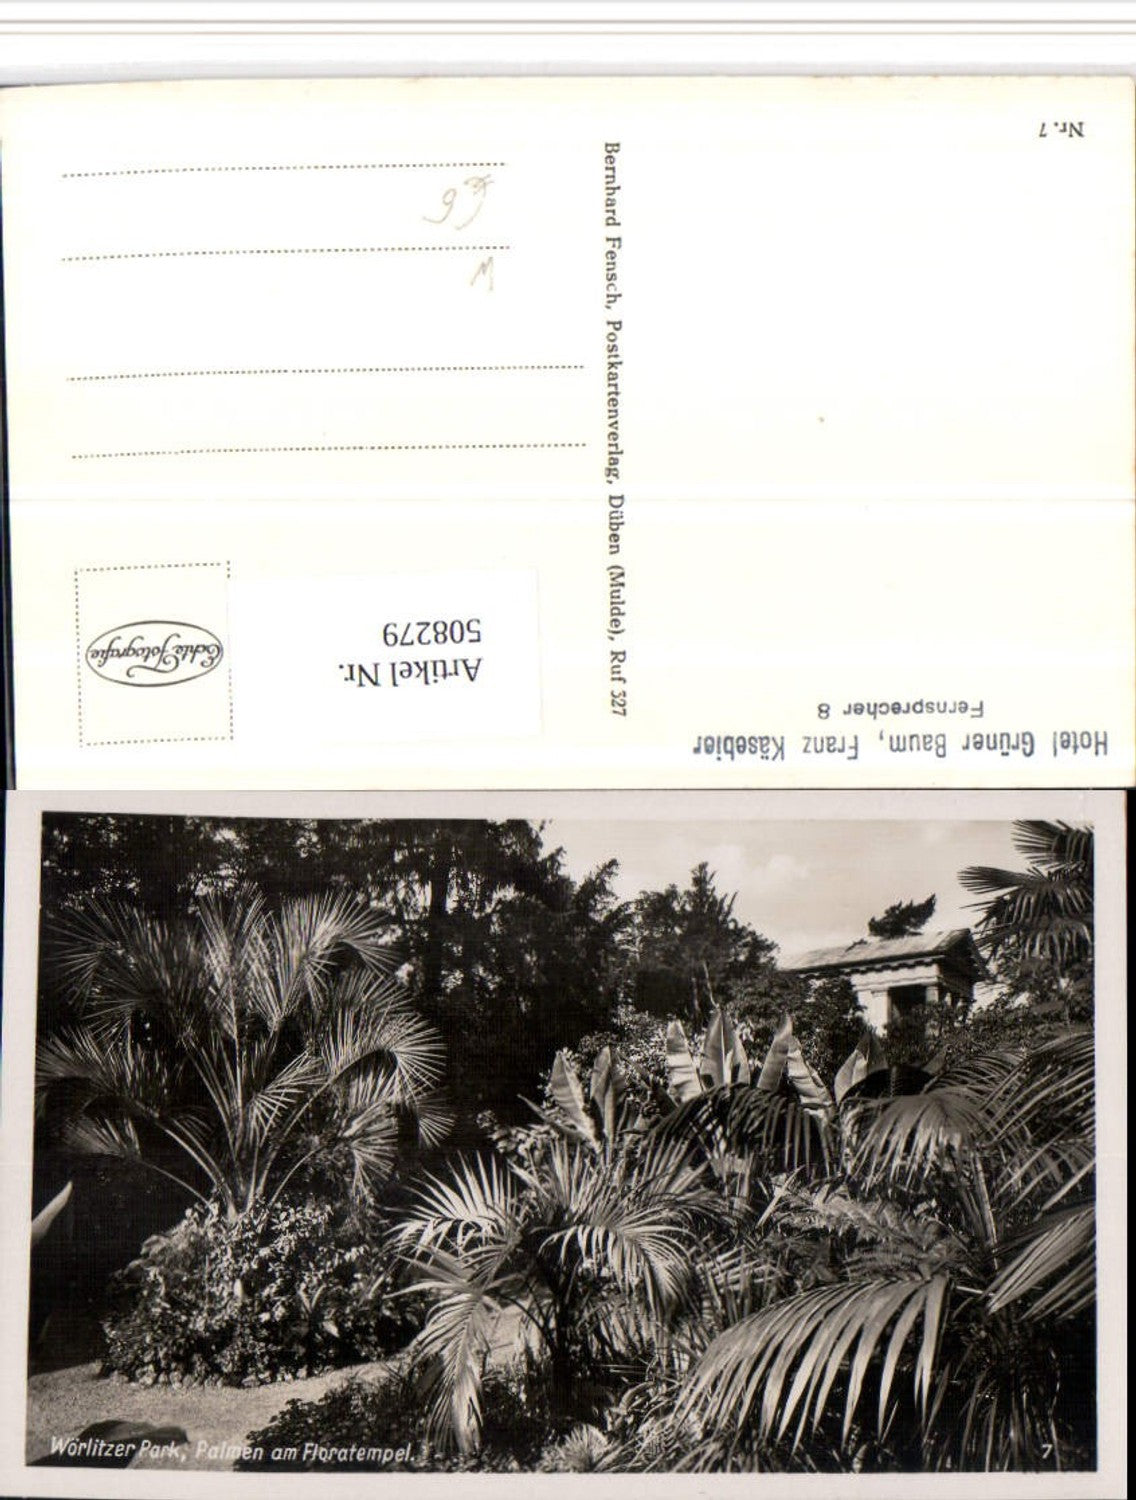 Nr. 7
Bernhard Fensch, Postkartenverlag, Düben (Mulde), Ruf 327
Echte Fotografie
Artikel Nr.
508279
Hotel Grüner Baum, Franz Käsebier
Fernsprecher 8
Wörlitzer Park, Palmen am Floratempel.
7